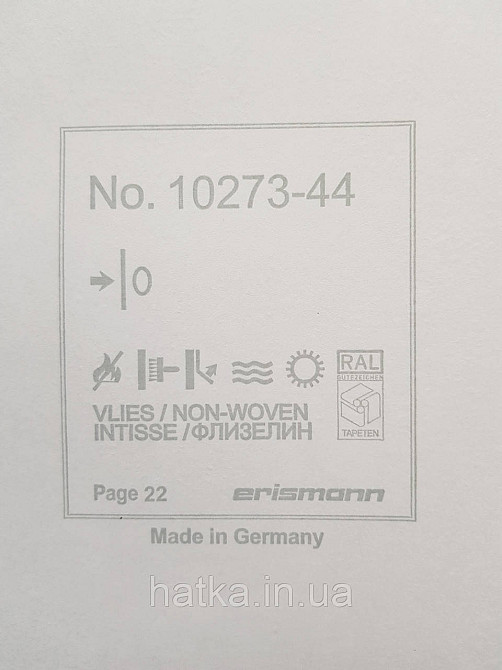 No. 10273-44
0
RAL
GÜTEZEICHEN
TAPETEN
VLIES / NON-WOVEN
INTISSE /ФЛИЗЕЛИН
Page 22
erismann
Made in Germany
hatka.in.ua